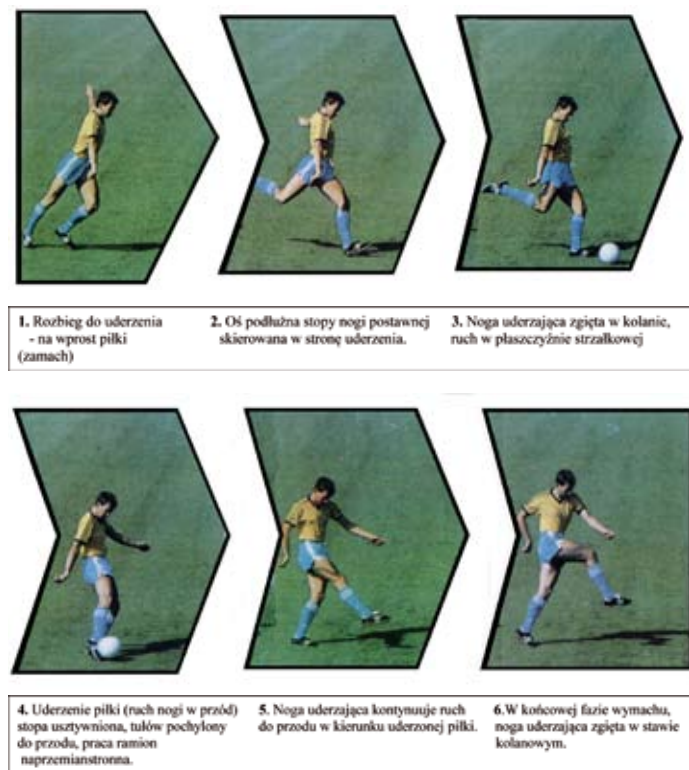 1. Rozbieg do uderzenia
- na wprost piłki
(zamach)
2. Oś podłużna stopy nogi postawnej
skierowana w stronę uderzenia.
3. Noga uderzająca zgięta w kolanie,
ruch w płaszczyźnie strzałkowej
4. Uderzenie piłki (ruch nogi w przód)
stopa usztywniona, tułów pochylony
do przodu, praca ramion
naprzemianstronna.
5. Noga uderzająca kontynuuje ruch
do przodu w kierunku uderzonej piłki.
6.W końcowej fazie wymachu,
noga uderzająca zgięta w stawie
kolanowym.